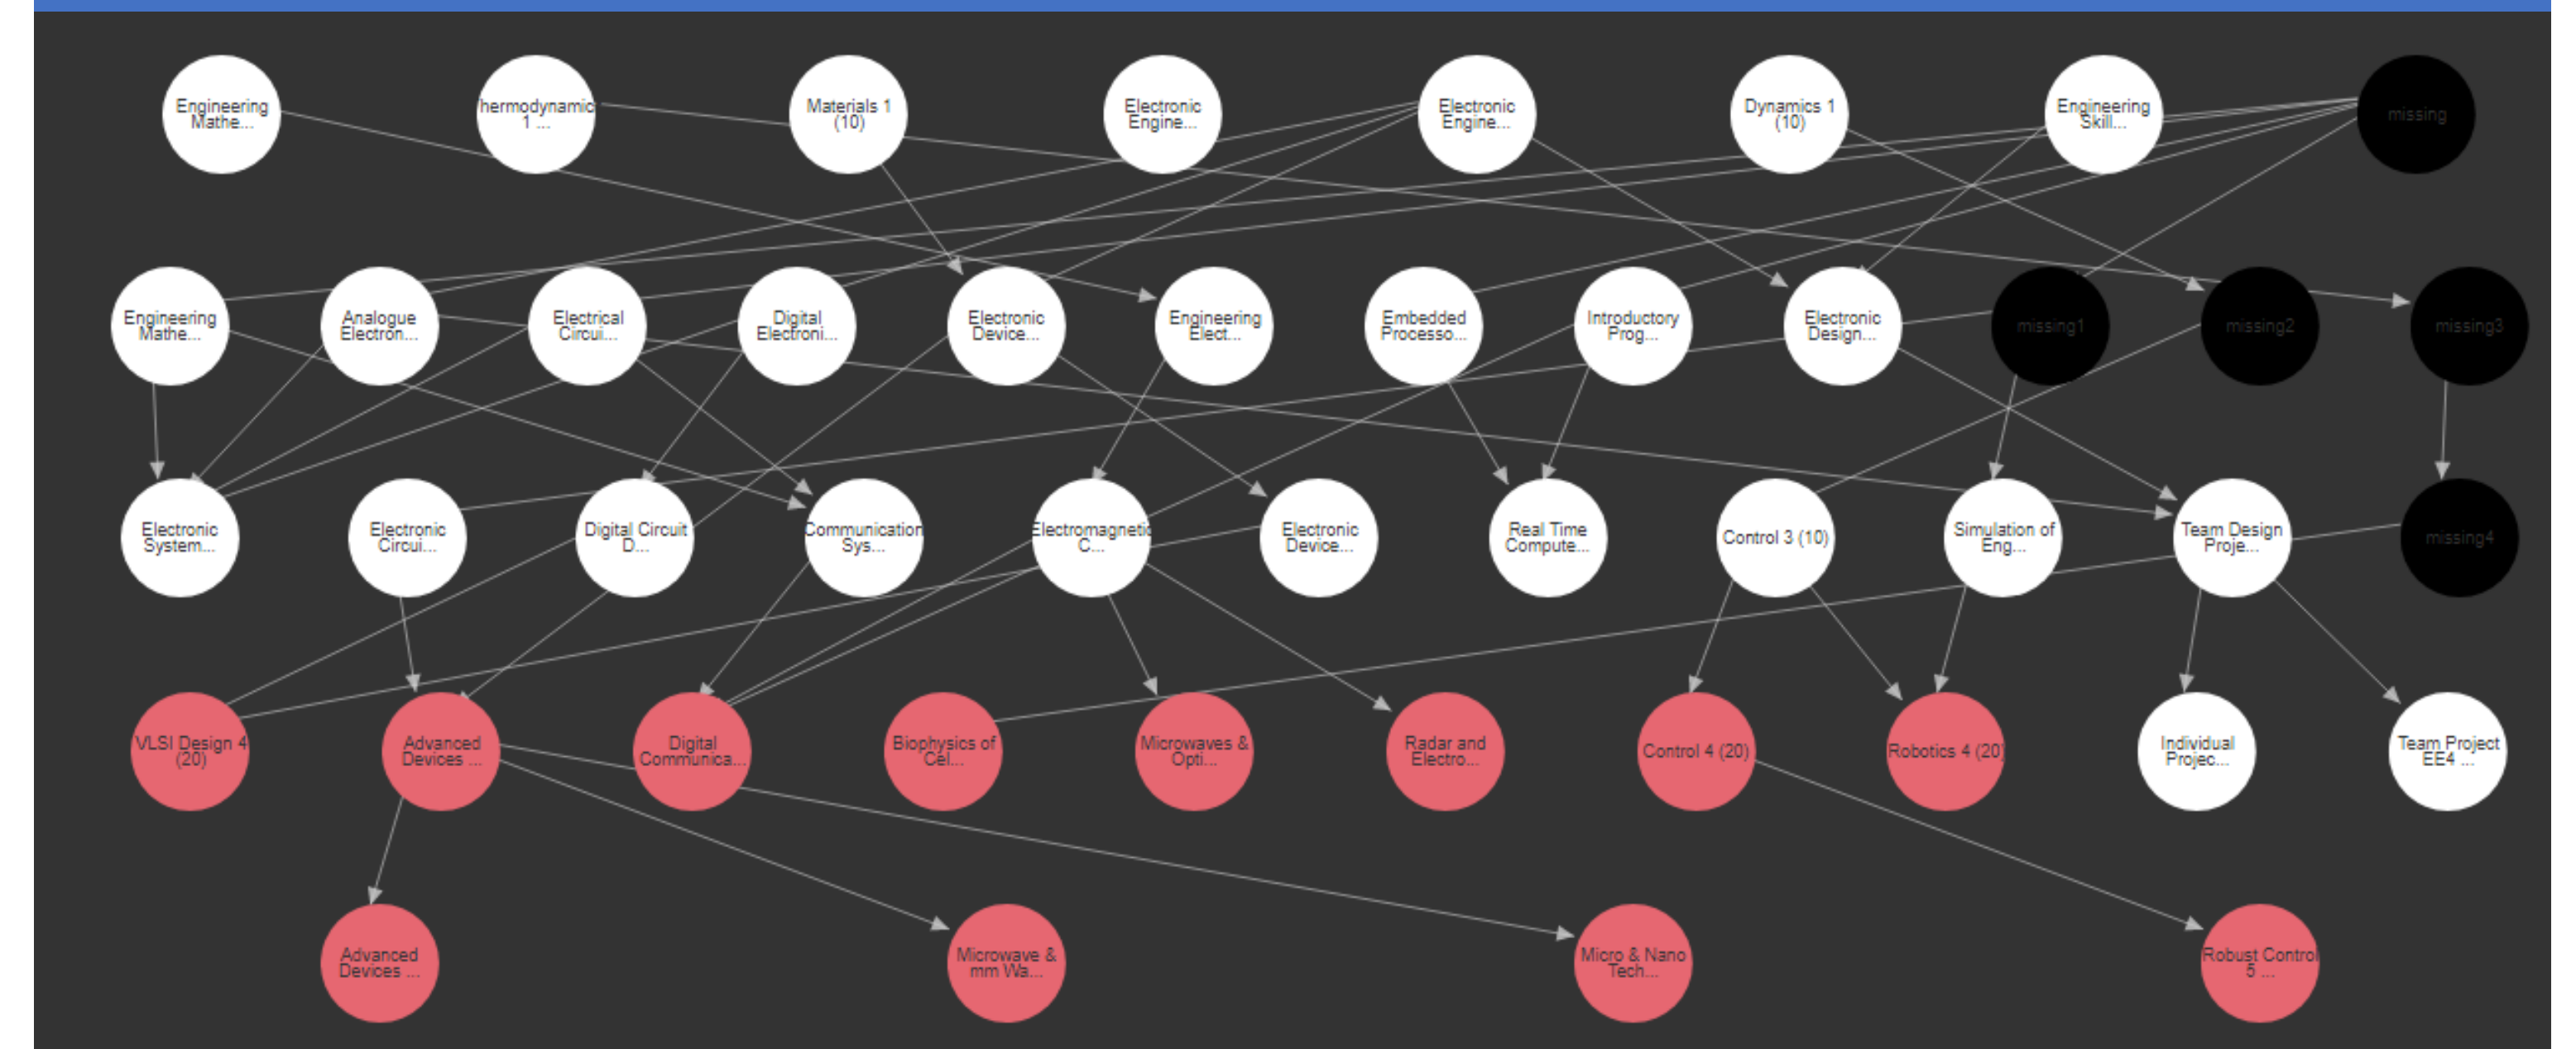 Engineering
Mathe...
hermodynamic
1 ...
Materials 1
(10)
Electronic
Engine...
Electronic
Engine...
Dynamics 1
(10)
Engineering
Skill...
missing
Engineering
Mathe...
Analogue
Electron...
Electrical
Circui...
Digital
Electroni...
Electronic
Device...
Engineering
Elect...
Embedded
Processo...
Introductory
Prog...
Electronic
Design...
missing1
missing2
missing3
Electronic
System...
Electronic
Circui...
Digital Circuit
D...
Communication
Sys...
Electromagnetic
C...
Electronic
Device...
Real Time
Compute...
Control 3 (10)
Simulation of
Eng...
Team Design
Proje...
missing4
VLSI Design 4
(20)
Advanced
Devices ...
Digital
Communica...
Biophysics of
Cel...
Microwaves &
Opti...
Radar and
Electro...
Control 4 (20)
Robotics 4 (20)
Individual
Projec...
Team Project
EE4 ...
Advanced
Devices ...
Microwave &
mm Wa...
Micro & Nano
Tech...
Robust Control
5 ...